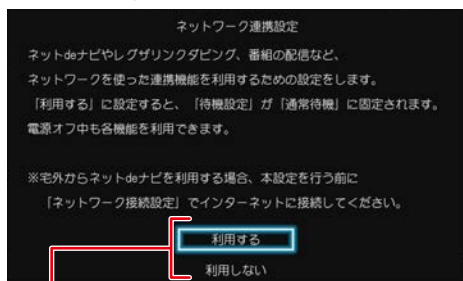 ネットワーク連携設定
ネットdeナビやレグザリンクダビング、番組の配信など、
ネットワークを使った連携機能を利用するための設定をします。
「利用する」に設定すると、「待機設定」が「通常待機」に固定されます。
電源オフ中も各機能を利用できます。
※宅外からネットdeナビを利用する場合、本設定を行う前に
「ネットワーク接続設定」でインターネットに接続してください。
利用する
利用しない